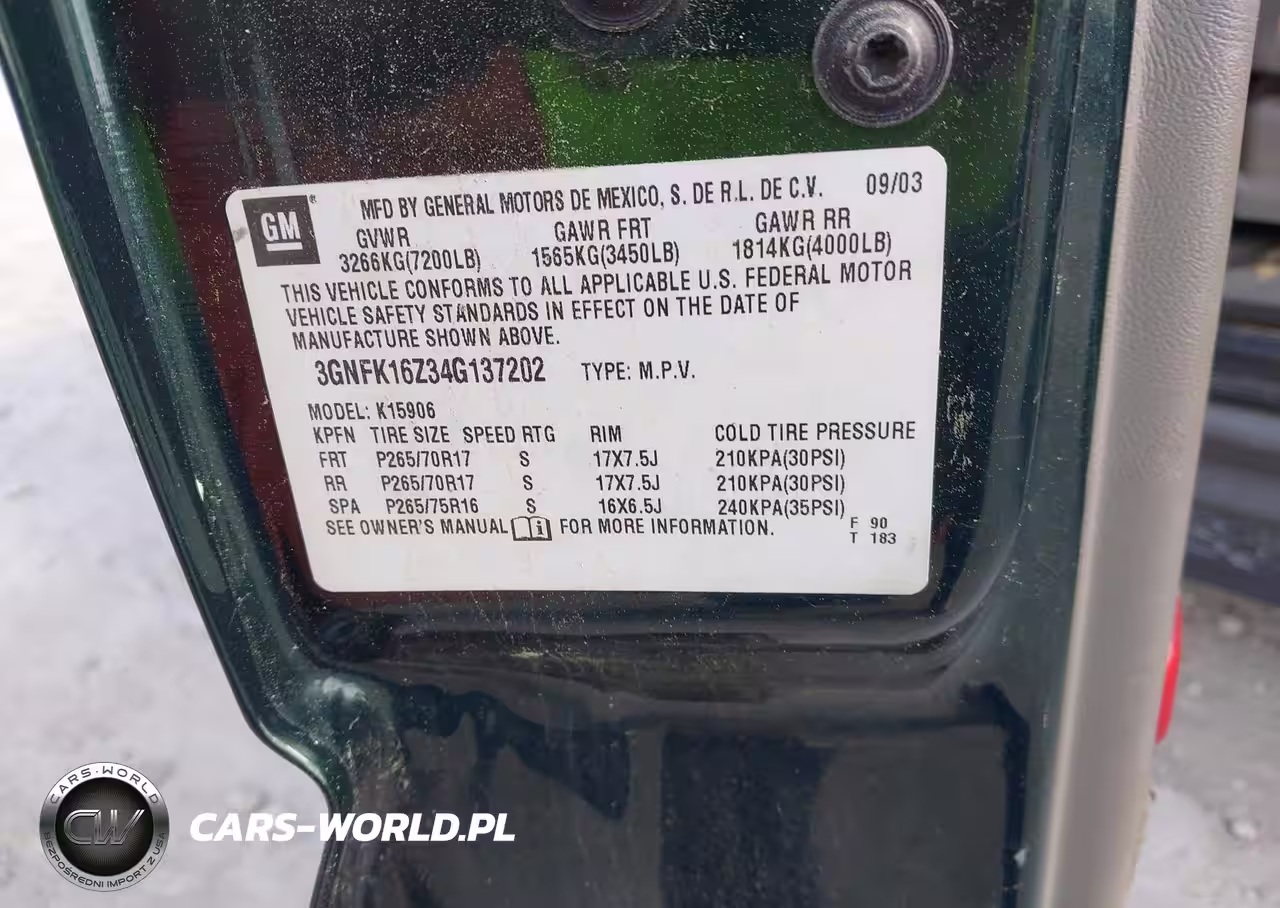 GM
MFD BY GENERAL MOTORS DE MEXICO, S. DE R.L. DE C.V. 09/03
GVWR GAWR FRT GAWR RR
3266KG(7200LB) 1565KG(3450LB) 1814KG(4000LB)
THIS VEHICLE CONFORMS TO ALL APPLICABLE U.S. FEDERAL MOTOR
VEHICLE SAFETY STANDARDS IN EFFECT ON THE DATE OF
MANUFACTURE SHOWN ABOVE.
3GNFK16Z34G137202 TYPE: M.P.V.
MODEL: K15906
KPFN TIRE SIZE SPEED RTG RIM COLD TIRE PRESSURE
FRT P265/70R17 S 17X7.5J 210KPA(30PSI)
RR P265/70R17 S 17X7.5J 210KPA(30PSI)
SPA P265/75R16 S 16X6.5J 240KPA(35PSI)
SEE OWNER'S MANUAL FOR MORE INFORMATION.
F 90
T 183
CARS-WORLD
CW
BEZPOŚREDNI IMPORT Z USA
CARS-WORLD.PL